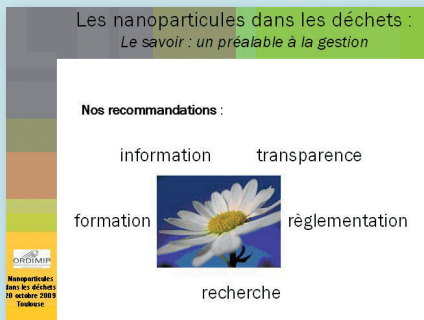 Les nanoparticules dans les déchets :
Le savoir : un préalable à la gestion
Nos recommandations :
information transparence
formation règlementation
recherche
ORDIMIP
Nanoparticules
dans les déchets
20 octobre 2009
Toulouse